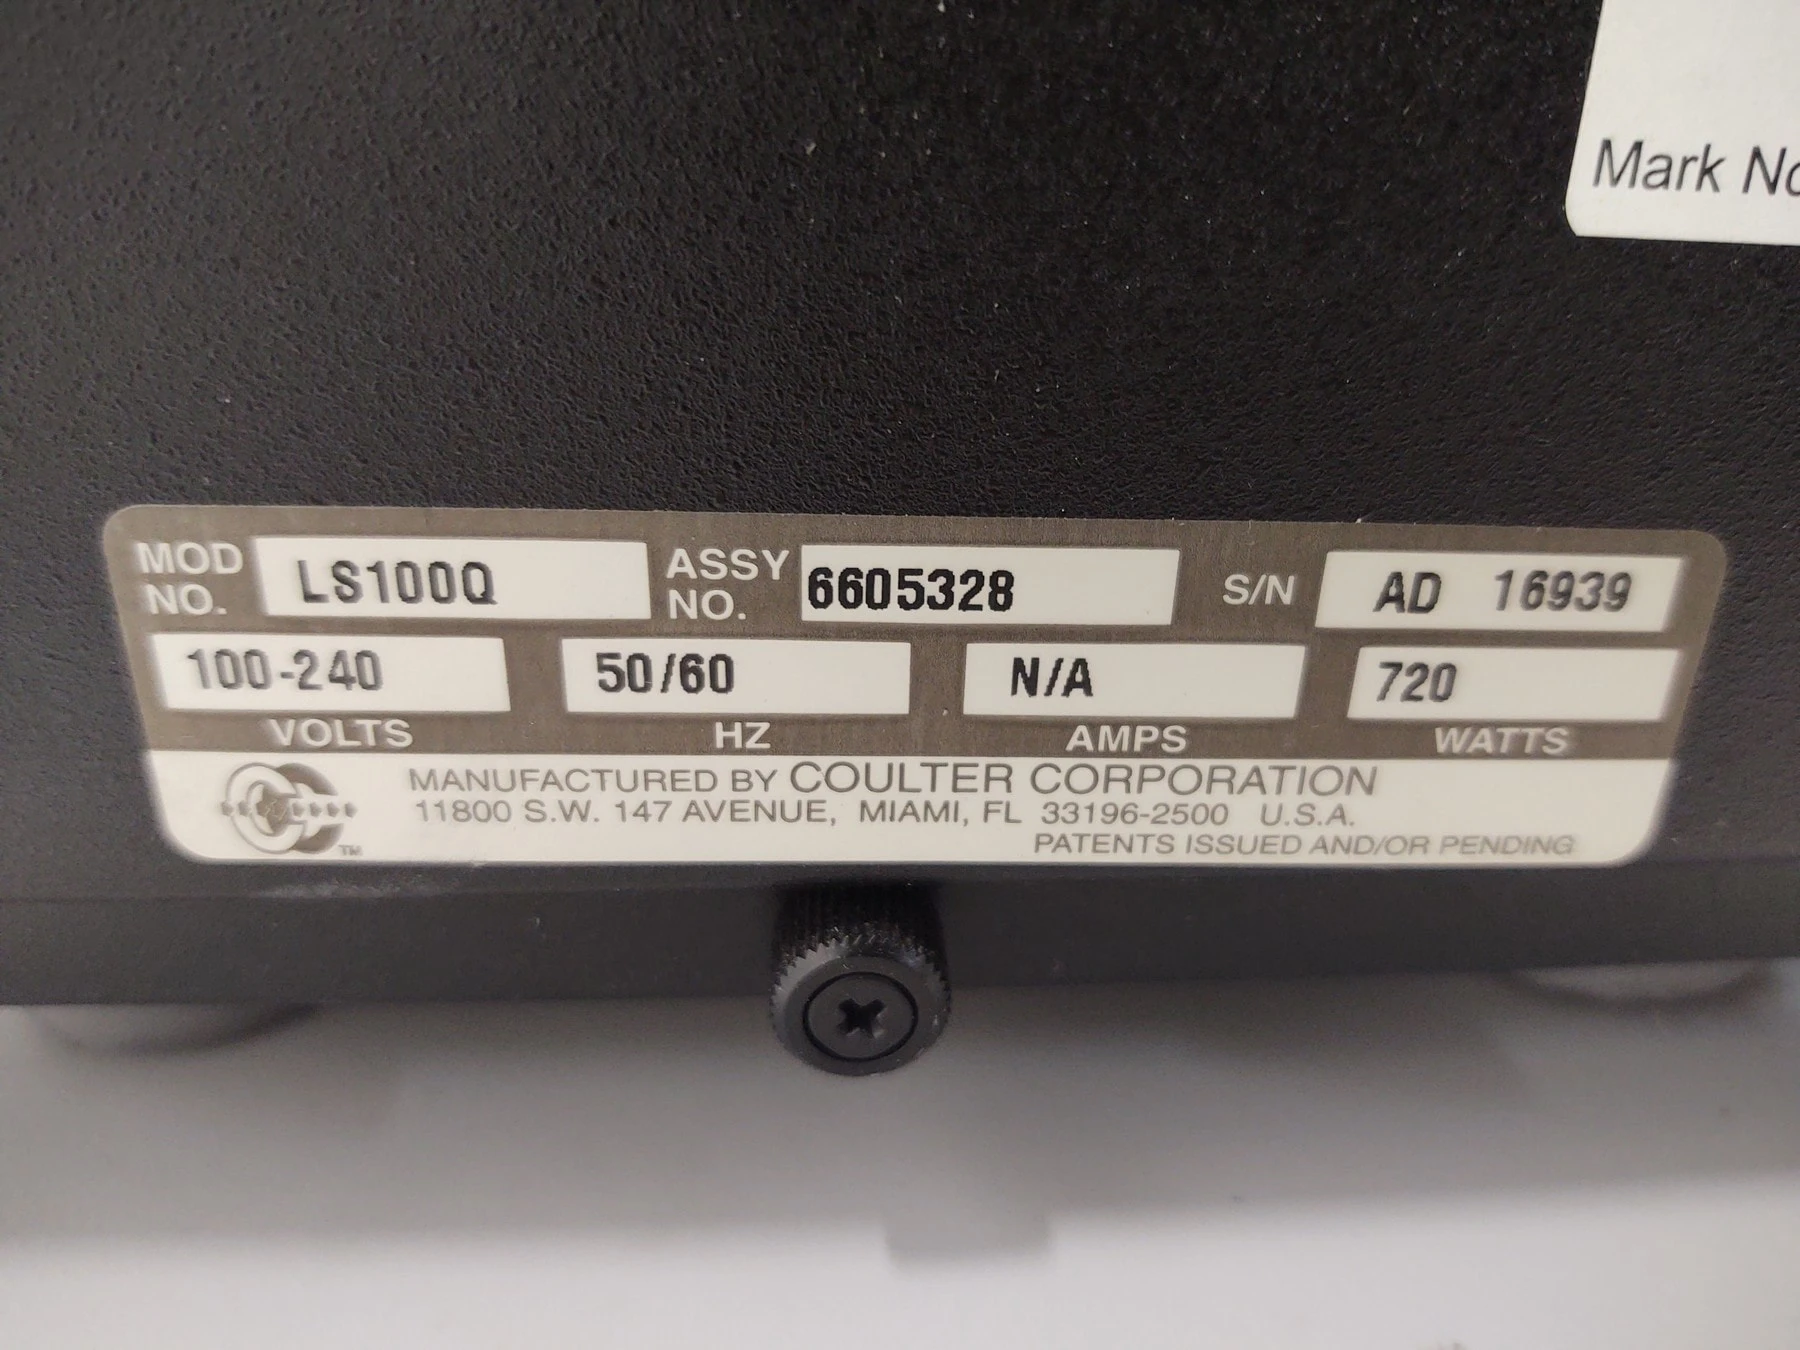 Mark No
MOD NO. LS100Q ASSY NO. 6605328 S/N AD 16939
100-240 50/60 N/A 720
VOLTS HZ AMPS WATTS
MANUFACTURED BY COULTER CORPORATION
11800 S.W. 147 AVENUE, MIAMI, FL 33196-2500 U.S.A.
PATENTS ISSUED AND/OR PENDING
TM